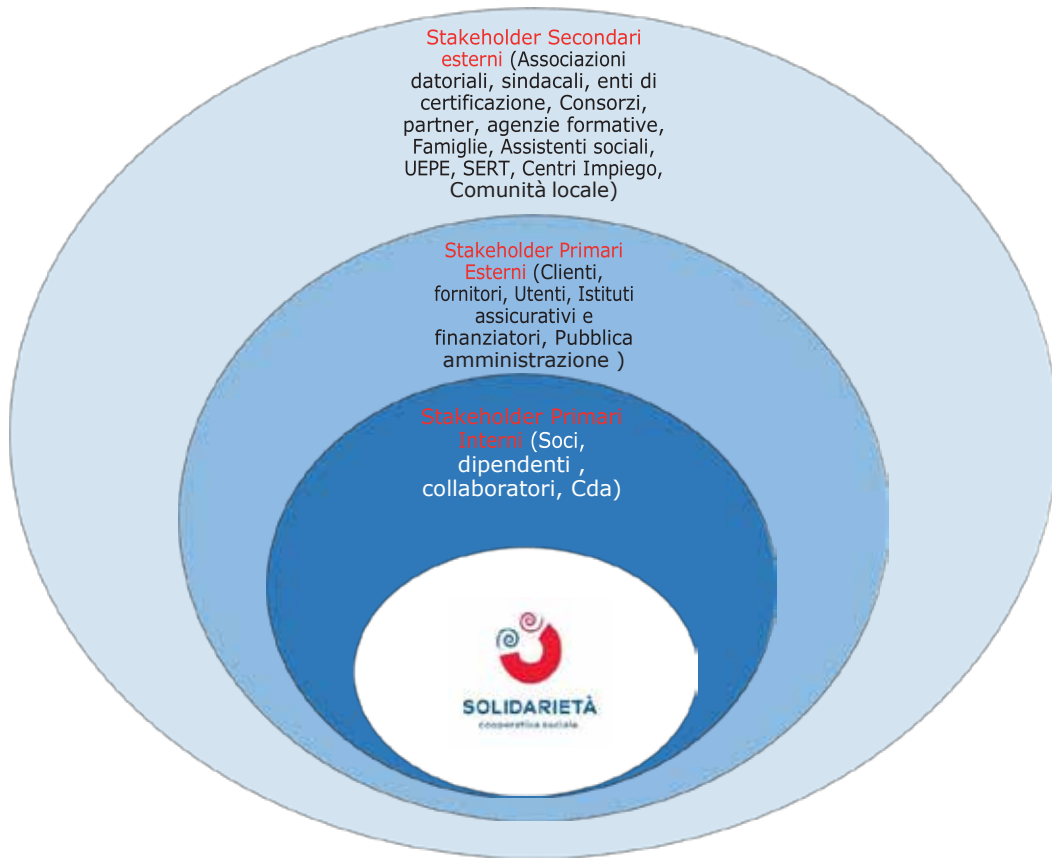 Stakeholder Secondari
esterni (Associazioni
datoriali, sindacali, enti di
certificazione, Consorzi,
partner, agenzie formative,
Famiglie, Assistenti sociali,
UEPE, SERT, Centri Impiego,
Comunità locale)
Stakeholder Primari
Esterni (Clienti,
fornitori, Utenti, Istituti
assicurativi e
finanziatori, Pubblica
amministrazione )
Stakeholder Primari
Interni (Soci,
dipendenti ,
collaboratori, Cda)
SOLIDARIETÀ
cooperativa sociale